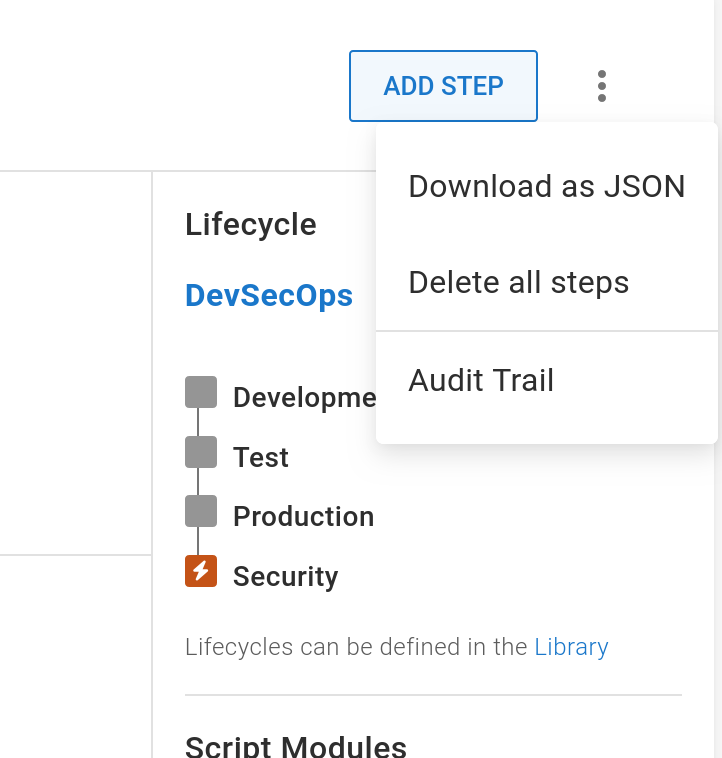 ADD STEP
Download as JSON
Delete all steps
Audit Trail
Lifecycle
DevSecOps
Developme
Test
Production
Security
Lifecycles can be defined in the Library
Script Modules